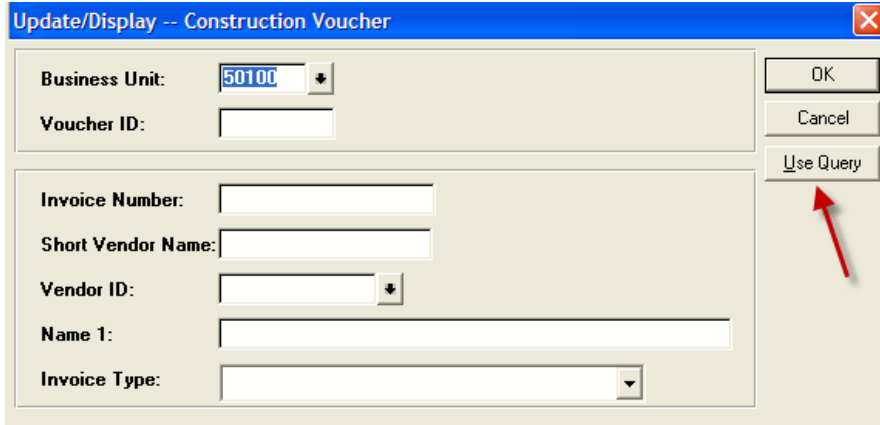 Update/Display -- Construction Voucher
Business Unit: 50100
OK
Voucher ID:
Cancel
Use Query
Invoice Number:
Short Vendor Name:
Vendor ID:
Name 1:
Invoice Type: